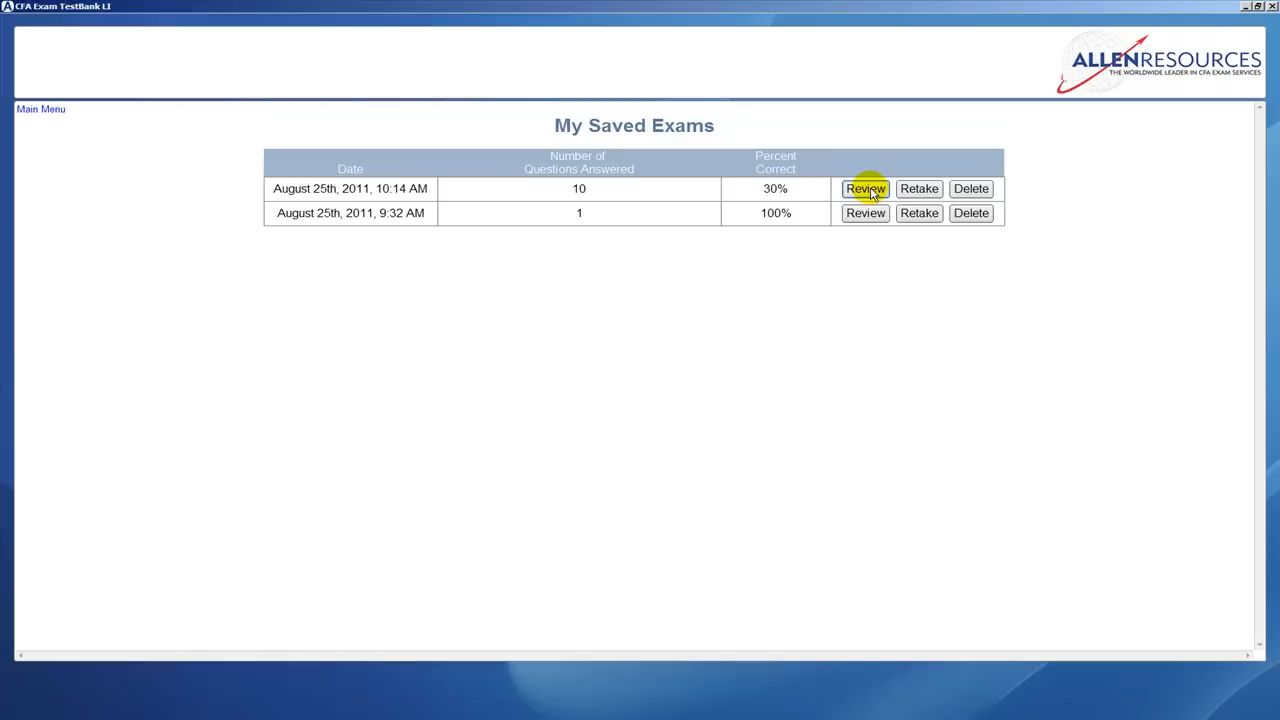 CFA Exam TestBank LI
ALLENRESOURCES
THE WORLDWIDE LEADER IN CFA EXAM SERVICES
Main Menu
My Saved Exams
Date Number of Questions Answered Percent Correct
August 25th, 2011, 10:14 AM 10 30% Review Retake Delete
August 25th, 2011, 9:32 AM 1 100% Review Retake Delete